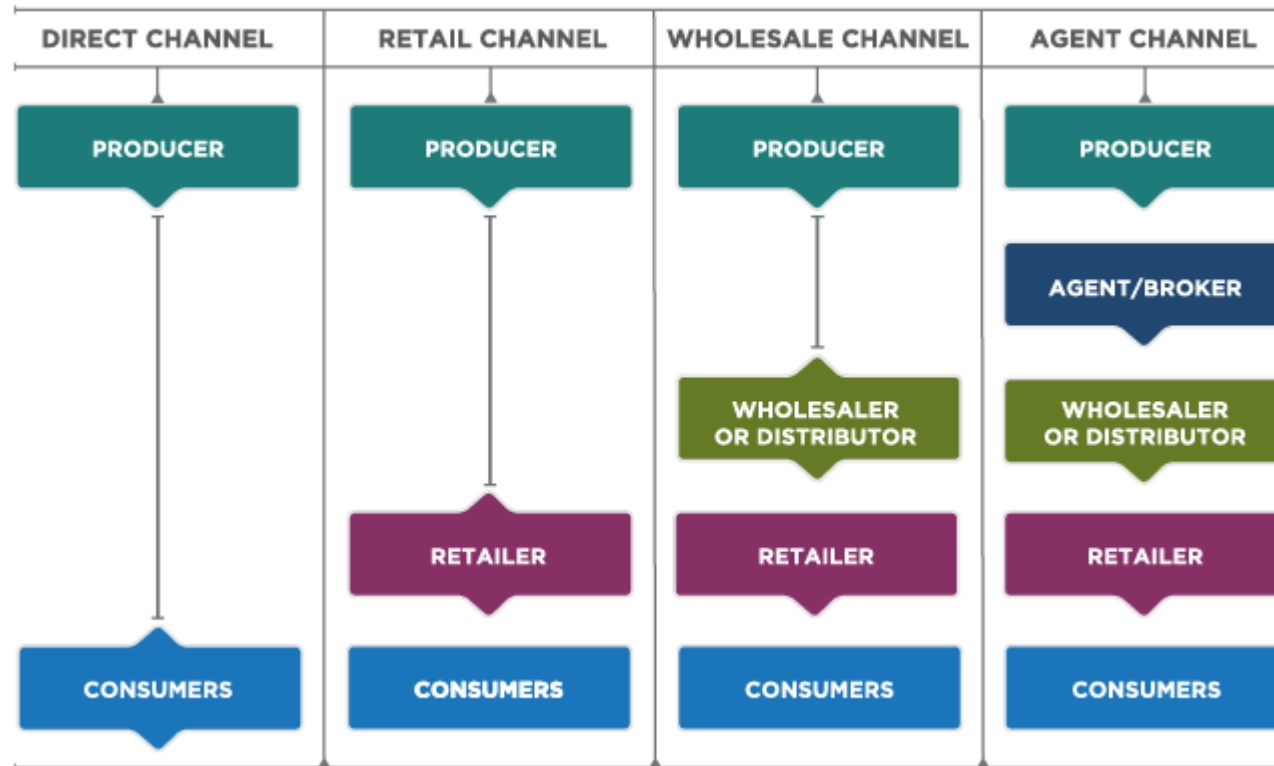 DIRECT CHANNEL
RETAIL CHANNEL
WHOLESALE CHANNEL
AGENT CHANNEL
PRODUCER
PRODUCER
PRODUCER
PRODUCER
AGENT/BROKER
WHOLESALER
OR DISTRIBUTOR
WHOLESALER
OR DISTRIBUTOR
RETAILER
RETAILER
RETAILER
CONSUMERS
CONSUMERS
CONSUMERS
CONSUMERS